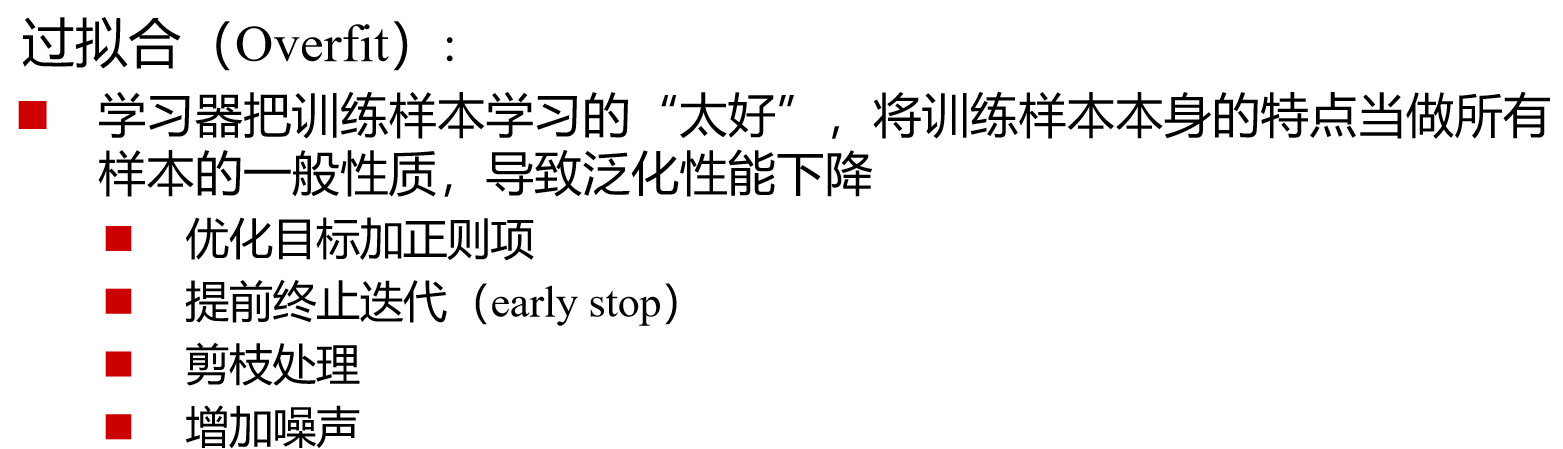 过拟合（Overfit）:
■ 学习器把训练样本学习的“太好”，将训练样本本身的特点当做所有
样本的一般性质，导致泛化性能下降
■ 优化目标加正则项
■ 提前终止迭代（early stop）
■ 剪枝处理
■ 增加噪声